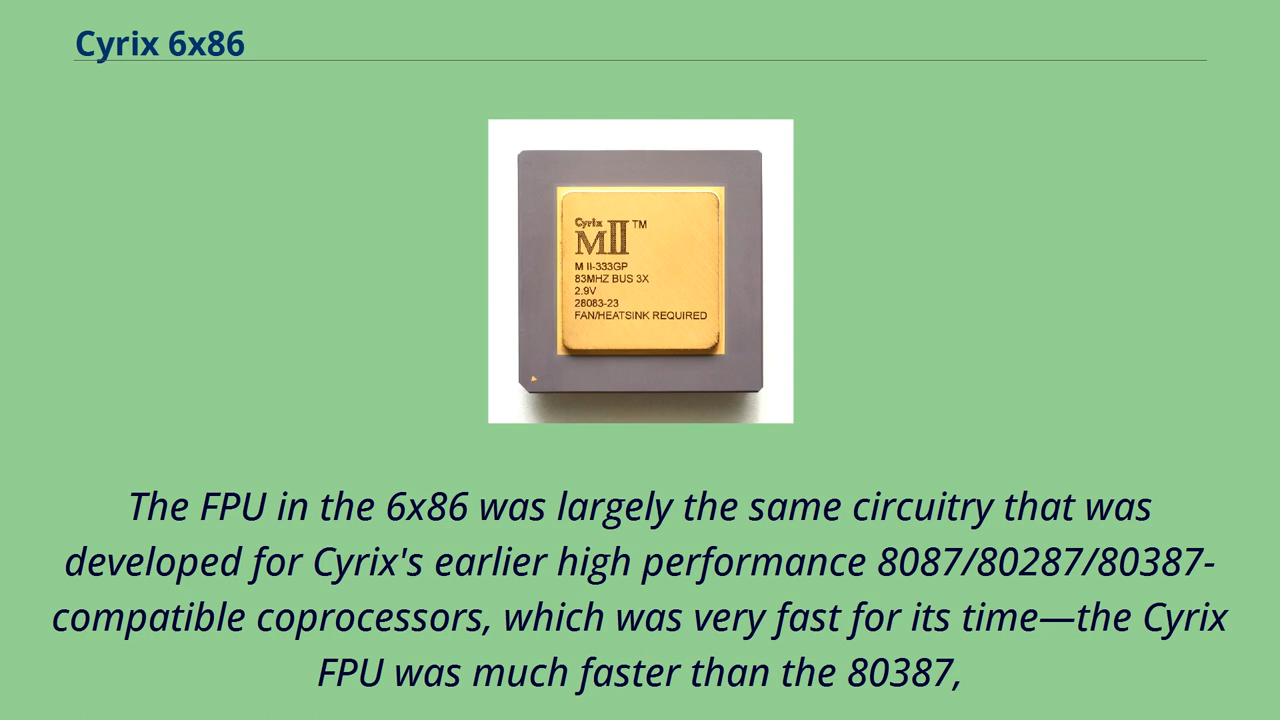 Cyrix 6x86
Cyrix
MII™
M II-333GP
83MHZ BUS 3X
2.9V
28083-23
FAN/HEATSINK REQUIRED
The FPU in the 6x86 was largely the same circuitry that was
developed for Cyrix's earlier high performance 8087/80287/80387-
compatible coprocessors, which was very fast for its time—the Cyrix
FPU was much faster than the 80387,